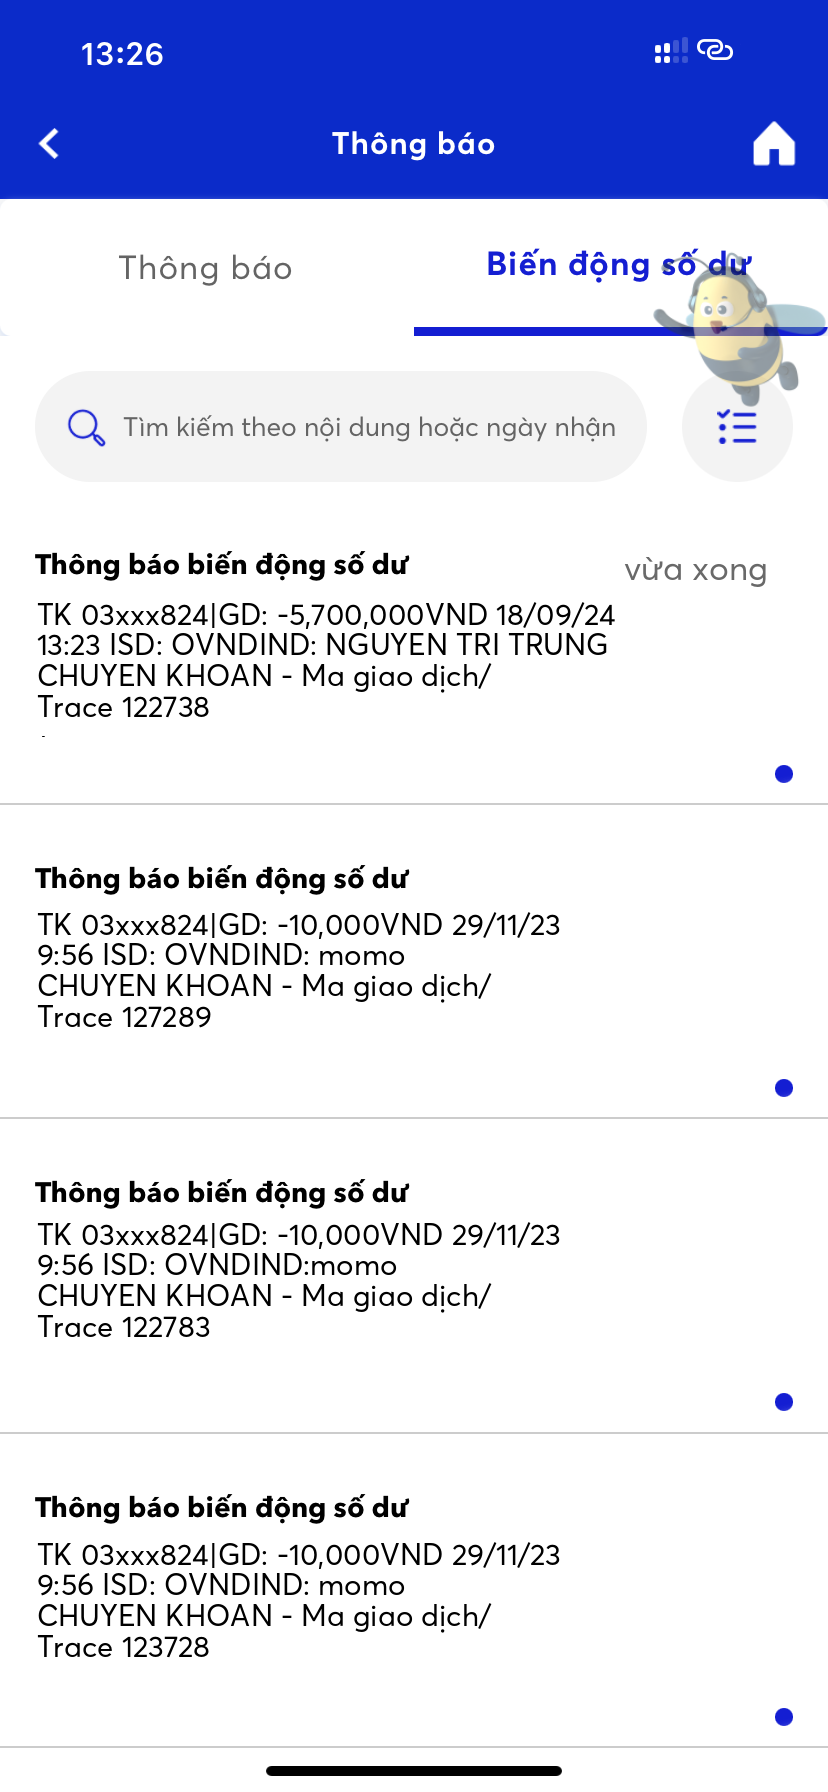 13:26
Thông báo
Thông báo
Biến động số dư
Tìm kiếm theo nội dung hoặc ngày nhận
Thông báo biến động số dư
vừa xong
TK 03xxx824|GD: -5,700,000VND 18/09/24
13:23 ISD: OVNDIND: NGUYEN TRI TRUNG
CHUYEN KHOAN - Ma giao dịch/
Trace 122738
Thông báo biến động số dư
TK 03xxx824|GD: -10,000VND 29/11/23
9:56 ISD: OVNDIND: momo
CHUYEN KHOAN - Ma giao dịch/
Trace 127289
Thông báo biến động số dư
TK 03xxx824|GD: -10,000VND 29/11/23
9:56 ISD: OVNDIND:momo
CHUYEN KHOAN - Ma giao dịch/
Trace 122783
Thông báo biến động số dư
TK 03xxx824|GD: -10,000VND 29/11/23
9:56 ISD: OVNDIND: momo
CHUYEN KHOAN - Ma giao dịch/
Trace 123728